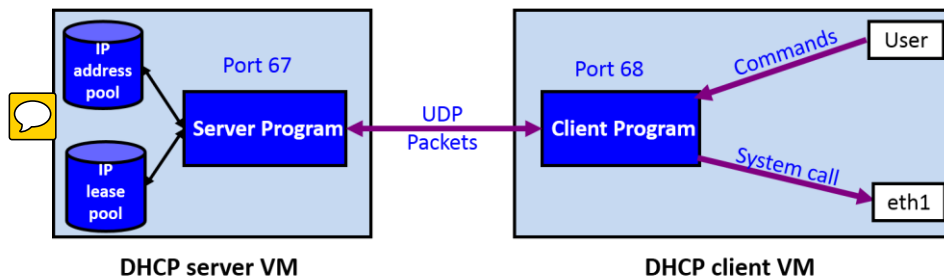 IP
address
pool
IP
lease
pool
Port 67
Server Program
UDP
Packets
Port 68
Client Program
Commands
System call
User
eth1
DHCP server VM
DHCP client VM